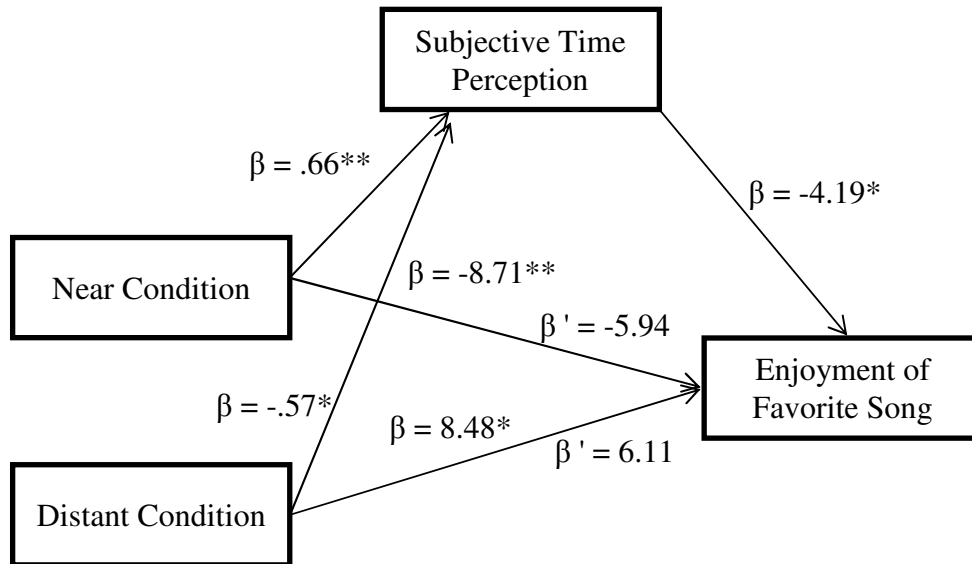 Subjective Time
Perception
β = .66**
β = -4.19*
Near Condition
β = -8.71**
β ' = -5.94
Enjoyment of
Favorite Song
β = -.57*
β = 8.48*
β ' = 6.11
Distant Condition